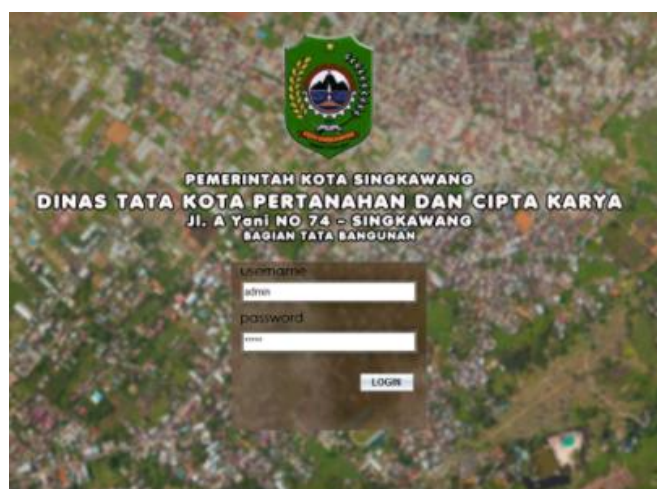 PEMERINTAH KOTA SINGKAWANG
DINAS TATA KOTA PERTANAHAN DAN CIPTA KARYA
Jl. A Yani NO 74 - SINGKAWANG
BAGIAN TATA BANGUNAN
username
admin
password
LOGIN